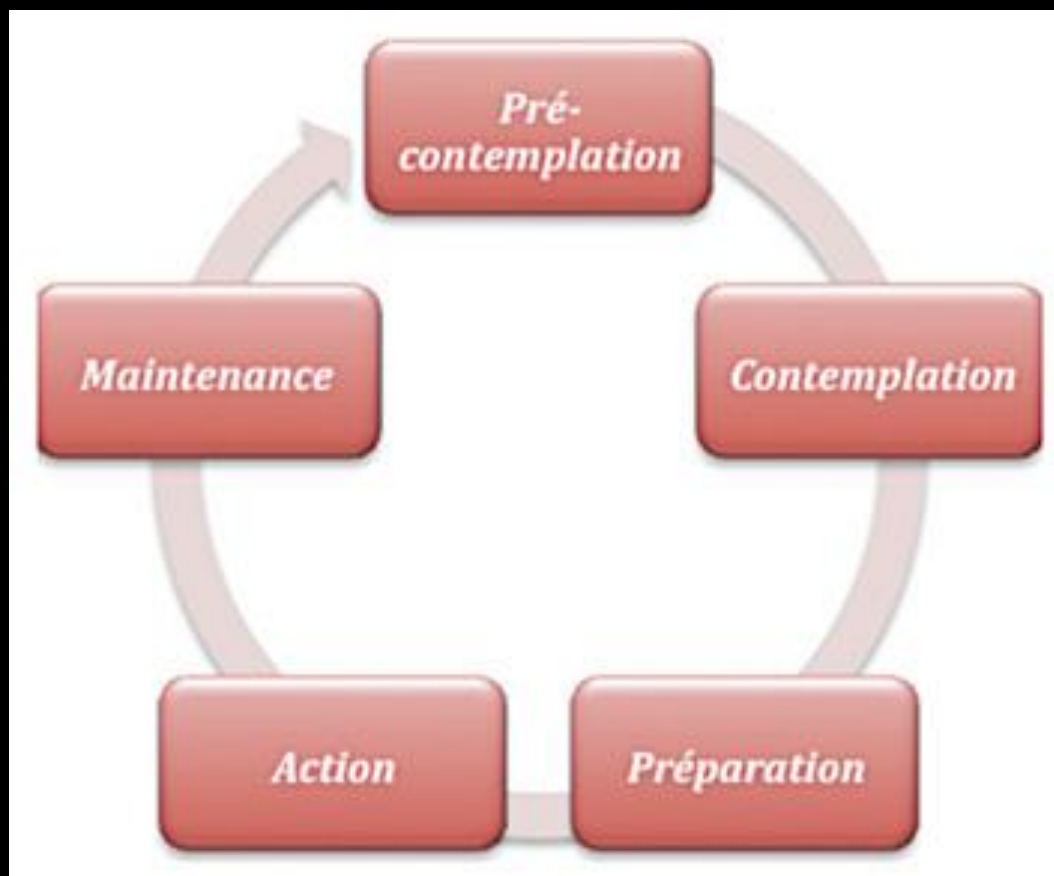 Pré-
contemplation
Contemplation
Préparation
Action
Maintenance